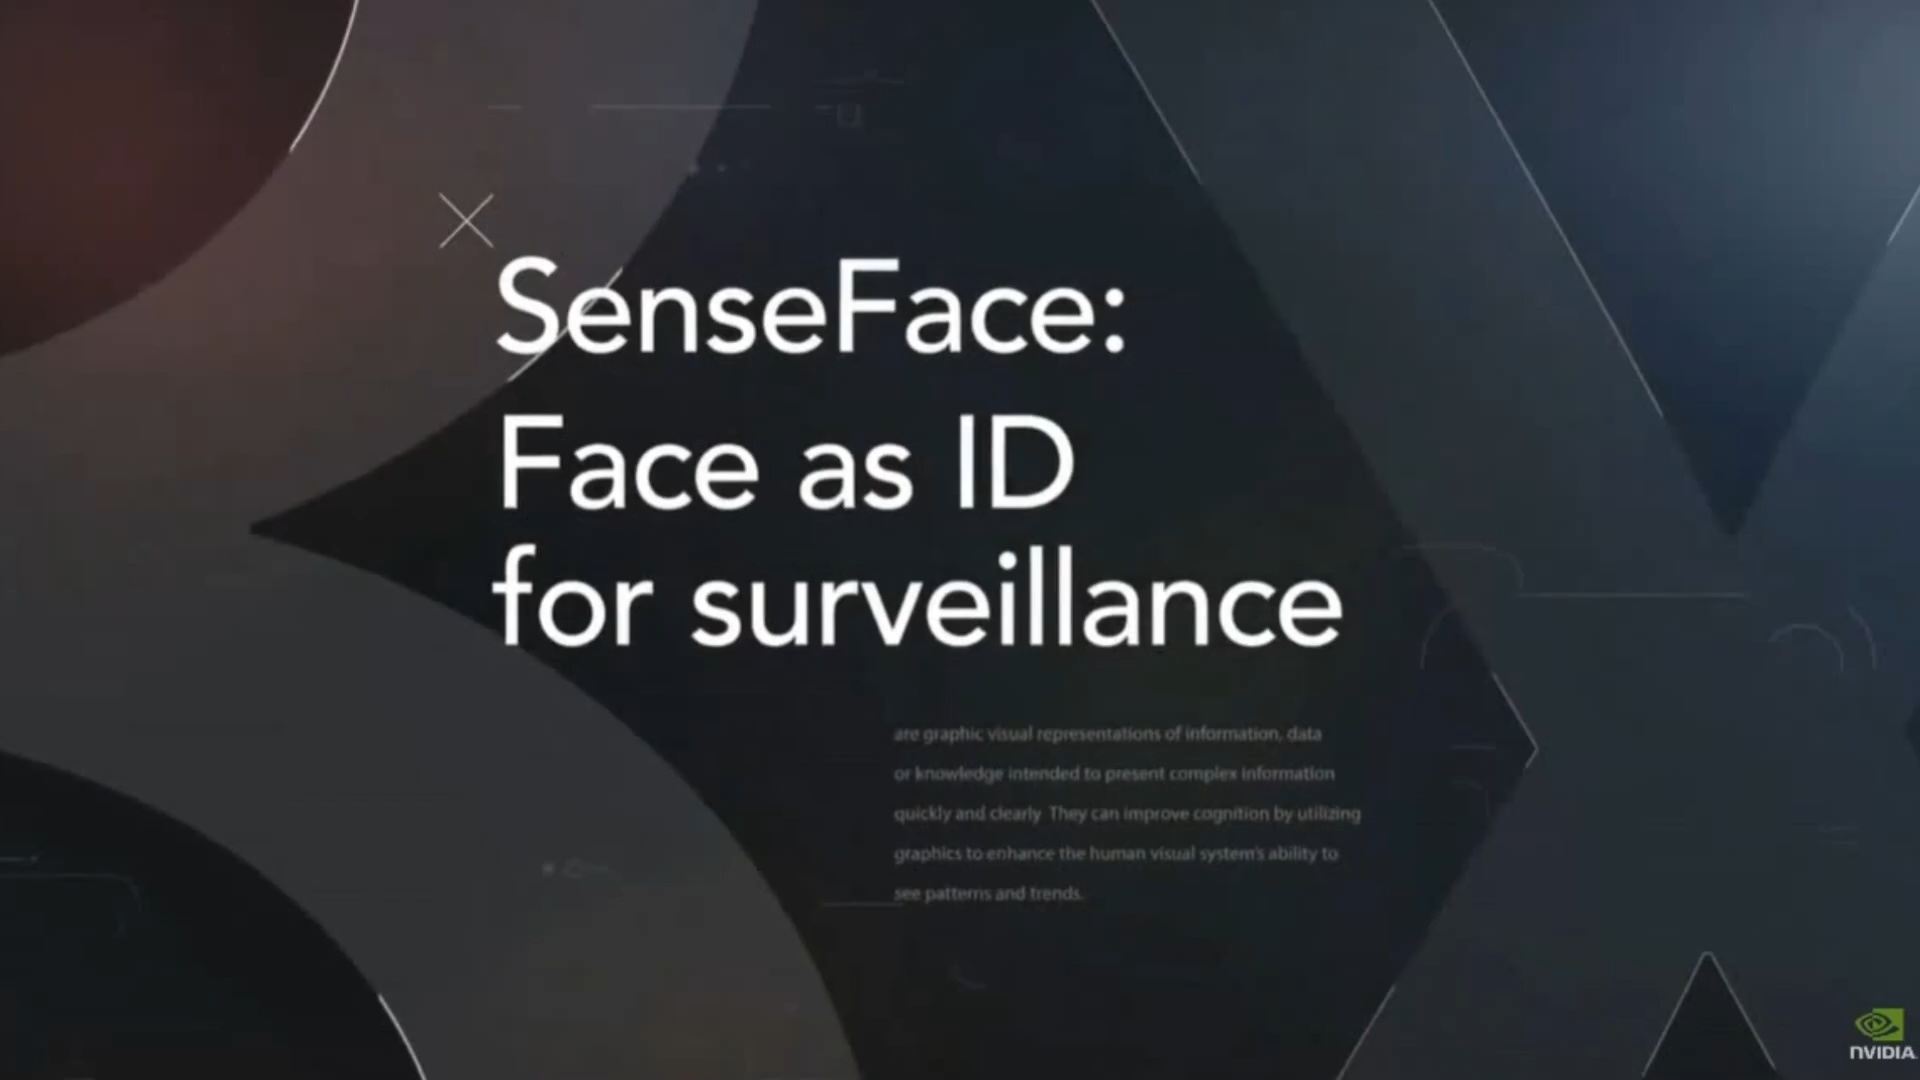 SenseFace:
Face as ID
for surveillance
are graphic visual representations of information, data
or knowledge intended to present complex information
quickly and clearly They can improve cognition by utilizing
graphics to enhance the human visual system's ability to
see patterns and trends.
NVIDIA